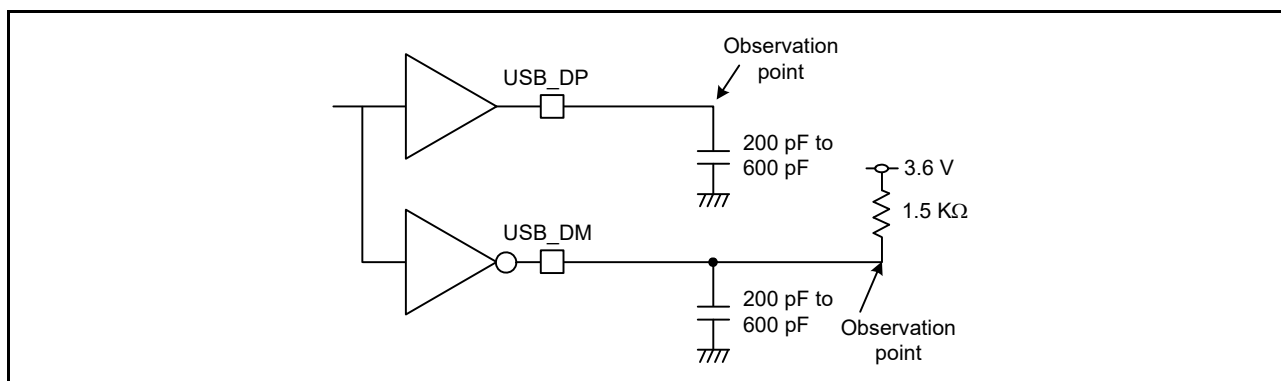 Observation
point
USB_DP
200 pF to
600 pF
3.6 V
1.5 KΩ
USB_DM
200 pF to
600 pF
Observation
point